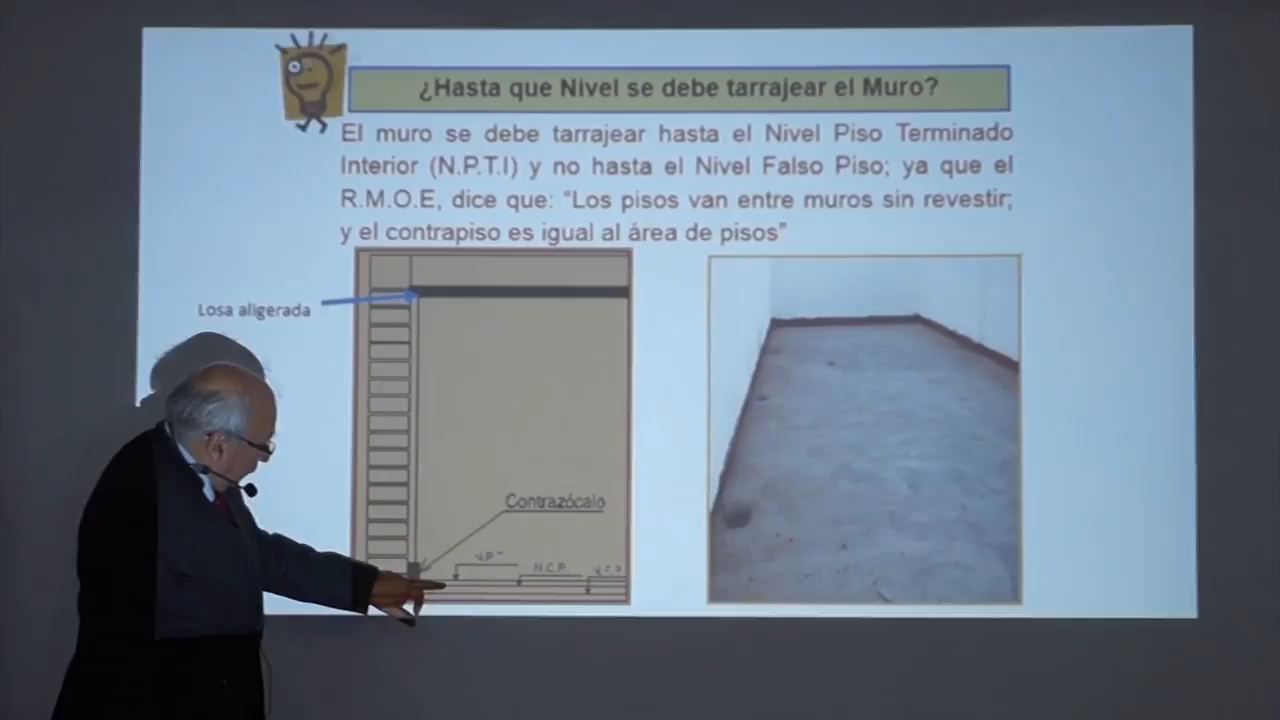 ¿Hasta que Nivel se debe tarrajear el Muro?
El muro se debe tarrajear hasta el Nivel Piso Terminado
Interior (N.P.T.I) y no hasta el Nivel Falso Piso; ya que el
R.M.O.E, dice que: “Los pisos van entre muros sin revestir;
y el contrapiso es igual al área de pisos”
Losa aligerada
Contrazócalo
N.C.P.